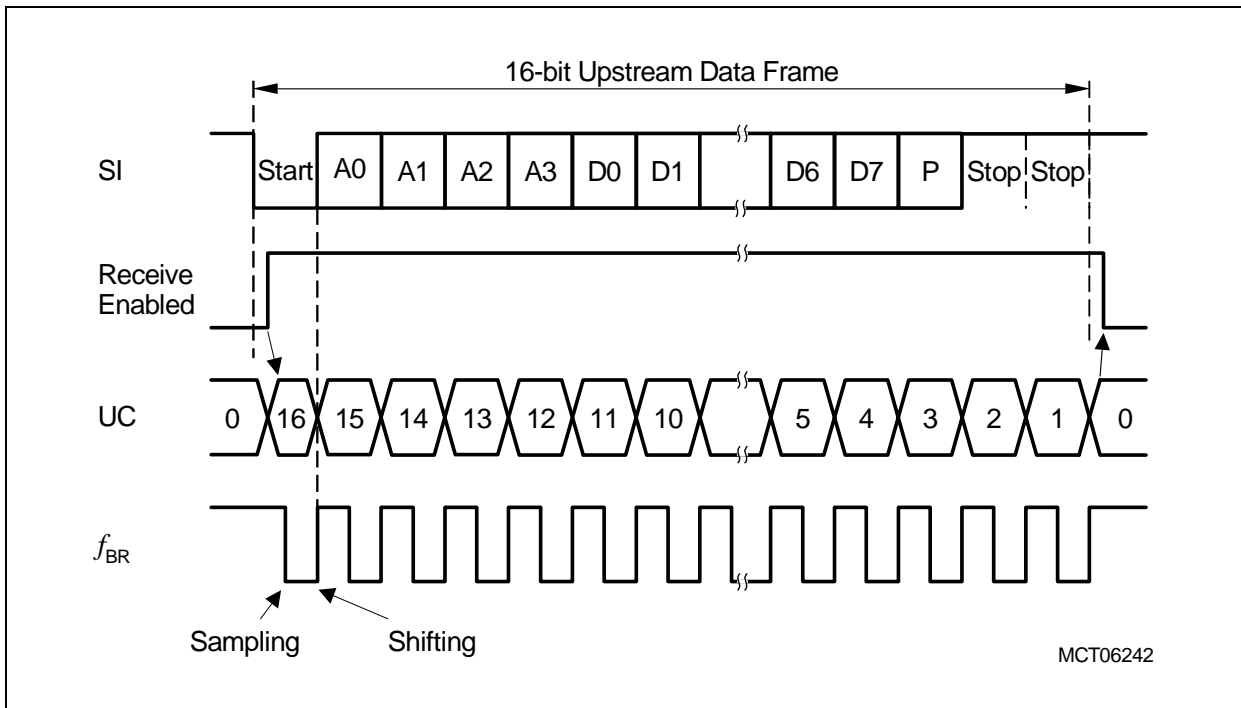 16-bit Upstream Data Frame
SI
Start A0 A1 A2 A3 D0 D1 D6 D7 P Stop Stop
Receive
Enabled
UC
0 16 15 14 13 12 11 10 5 4 3 2 1 0
fBR
Sampling Shifting
MCT06242